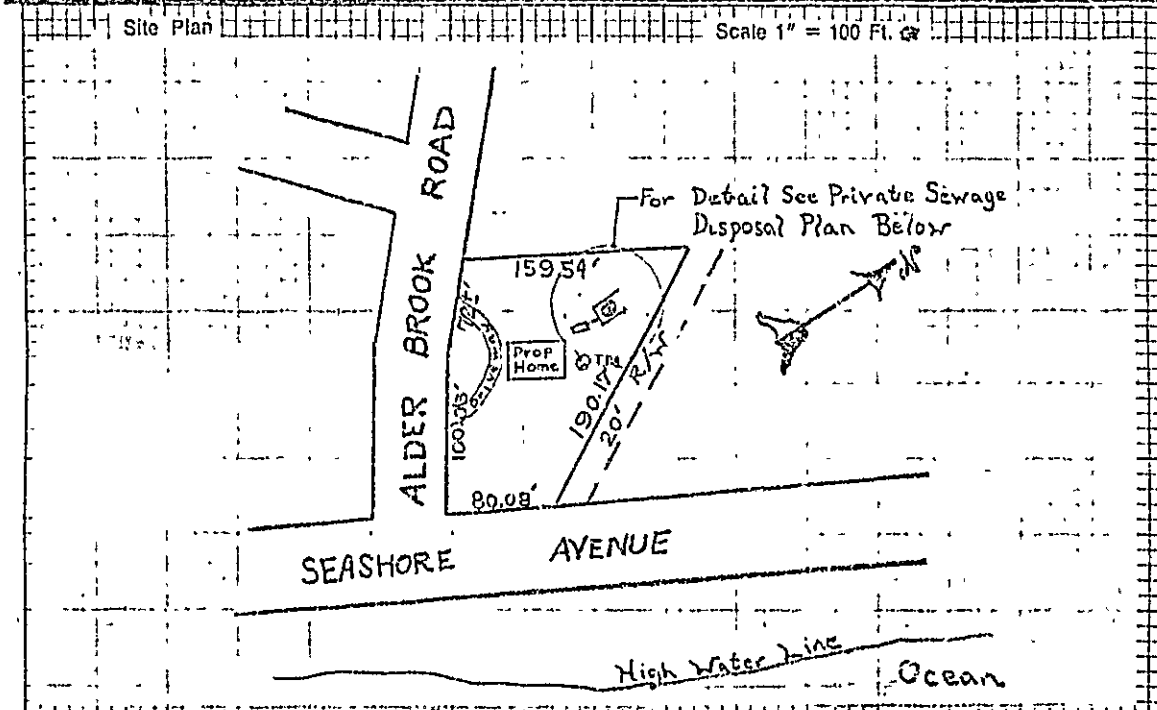 Site Plan
Scale 1" = 100 Ft.
ALDER BROOK ROAD
For Detail See Private Sewage
Disposal Plan Below
N
159.54'
Prop
Home
190.17'
R/W
20'
80.08'
SEASHORE AVENUE
High Water Line
Ocean